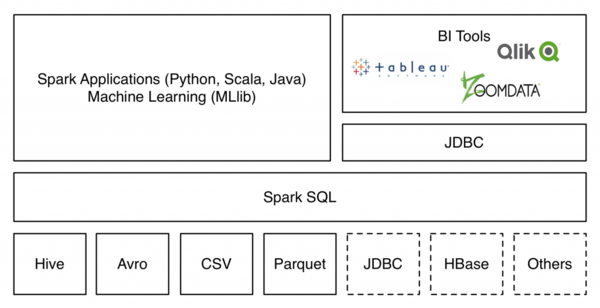 Spark Applications (Python, Scala, Java)
Machine Learning (MLlib)
BI Tools
Qlik
+ a b l e a u
S O F T W A R E
ZOOMDATA
JDBC
Spark SQL
Hive
Avro
CSV
Parquet
JDBC
HBase
Others